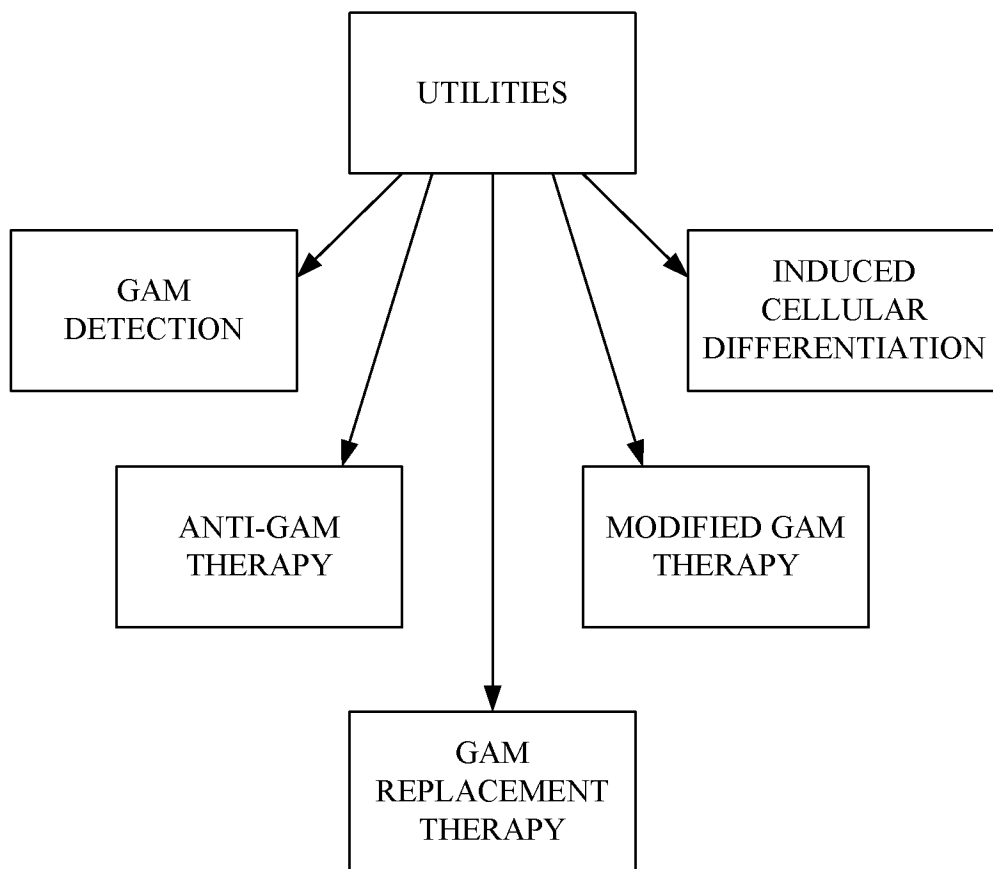 UTILITIES
GAM
DETECTION
INDUCED
CELLULAR
DIFFERENTIATION
ANTI-GAM
THERAPY
MODIFIED GAM
THERAPY
GAM
REPLACEMENT
THERAPY